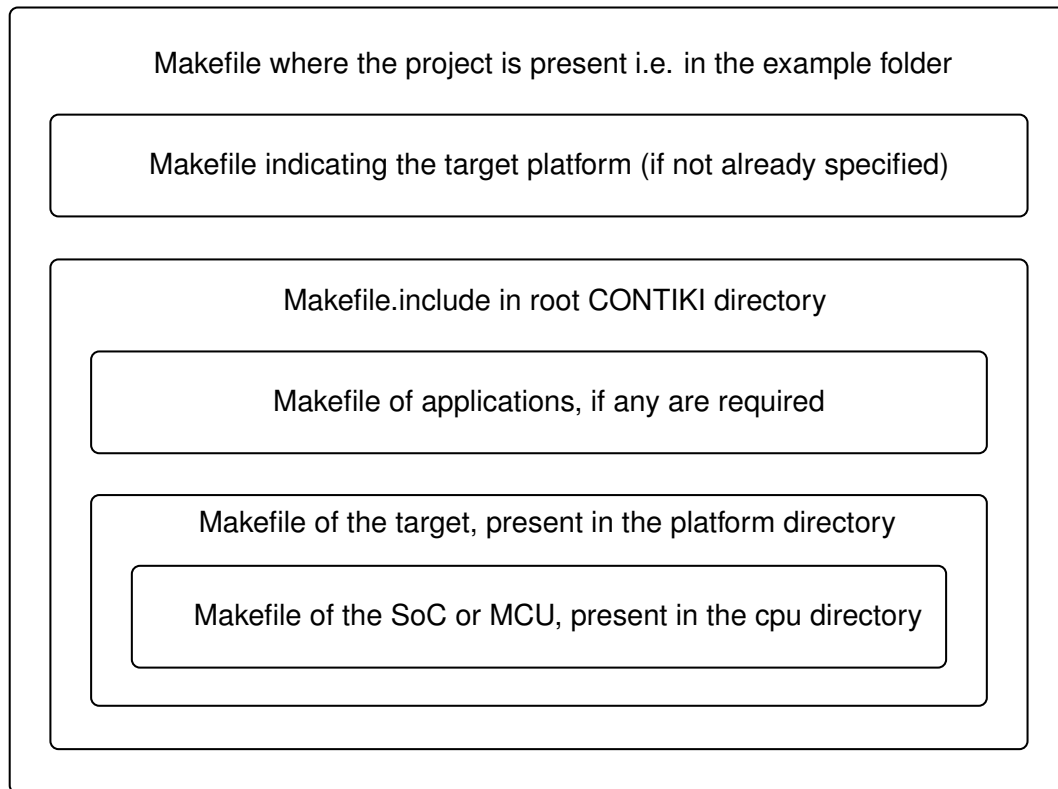 Makefile where the project is present i.e. in the example folder
Makefile indicating the target platform (if not already specified)
Makefile.include in root CONTIKI directory
Makefile of applications, if any are required
Makefile of the target, present in the platform directory
Makefile of the SoC or MCU, present in the cpu directory